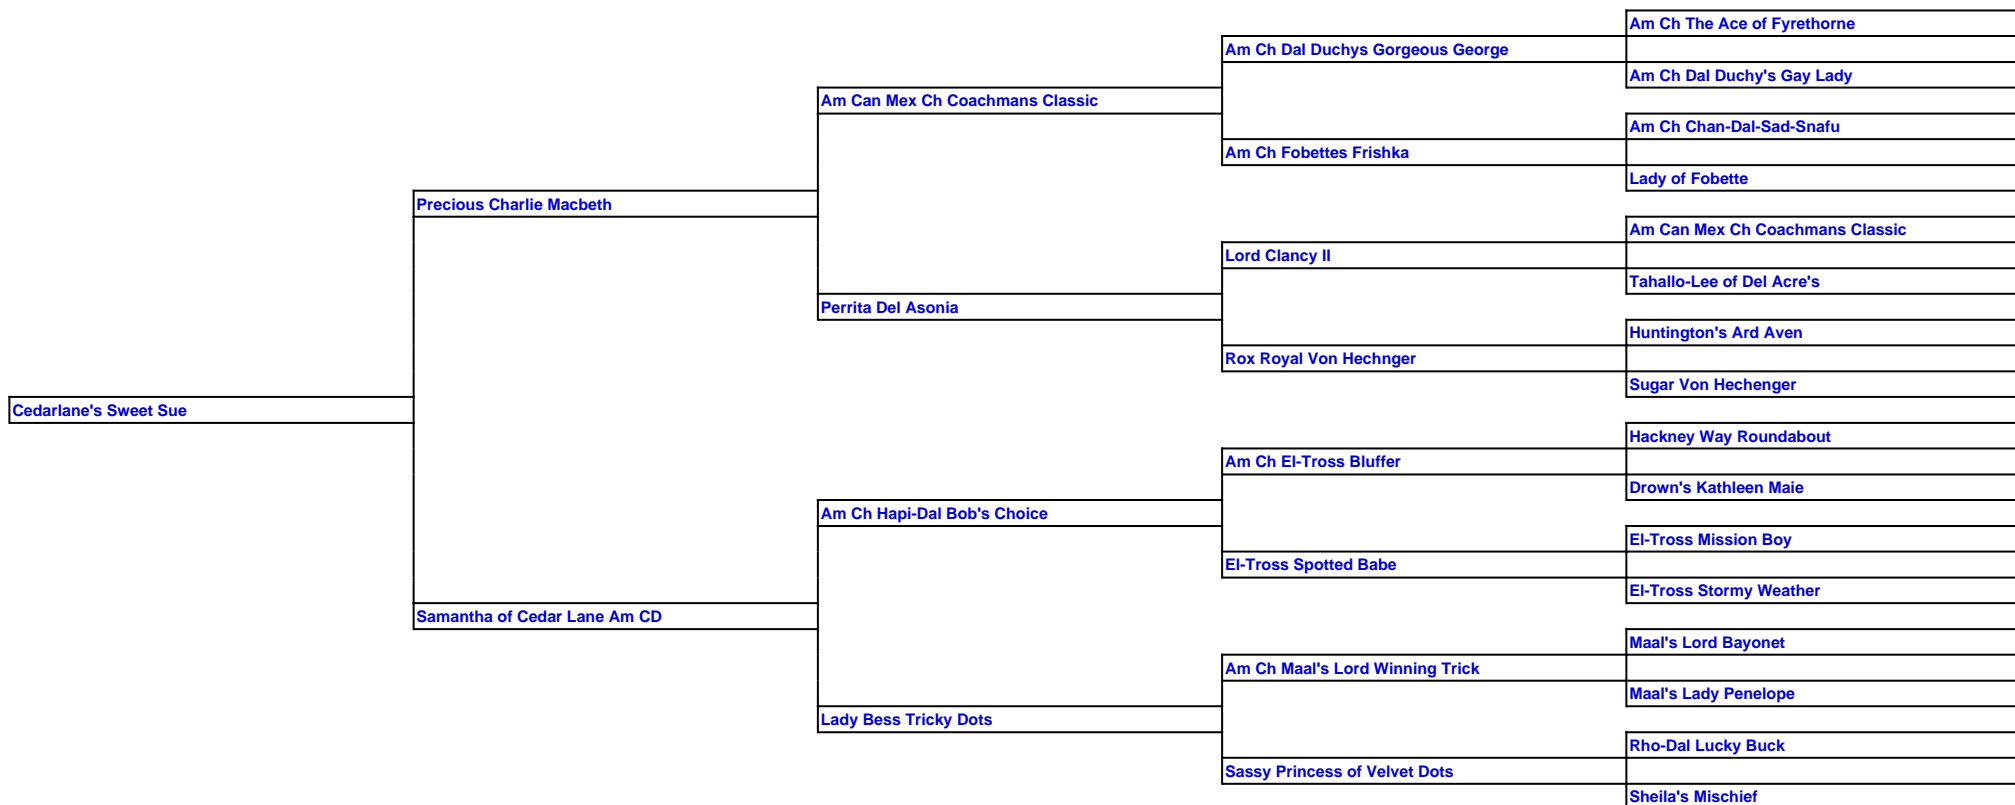 Am Ch The Ace of Fyrethorne
Am Ch Dal Duchys Gorgeous George
Am Ch Dal Duchy's Gay Lady
Am Can Mex Ch Coachmans Classic
Am Ch Chan-Dal-Sad-Snafu
Am Ch Fobettes Frishka
Lady of Fobette
Precious Charlie Macbeth
Am Can Mex Ch Coachmans Classic
Lord Clancy II
Tahallo-Lee of Del Acre's
Perrita Del Asonia
Huntington's Ard Aven
Rox Royal Von Hechnger
Sugar Von Hechenger
Cedarlane's Sweet Sue
Hackney Way Roundabout
Am Ch El-Tross Bluffer
Drown's Kathleen Maie
Am Ch Hapi-Dal Bob's Choice
El-Tross Mission Boy
El-Tross Spotted Babe
El-Tross Stormy Weather
Samantha of Cedar Lane Am CD
Maal's Lord Bayonet
Am Ch Maal's Lord Winning Trick
Maal's Lady Penelope
Lady Bess Tricky Dots
Rho-Dal Lucky Buck
Sassy Princess of Velvet Dots
Sheila's Mischief